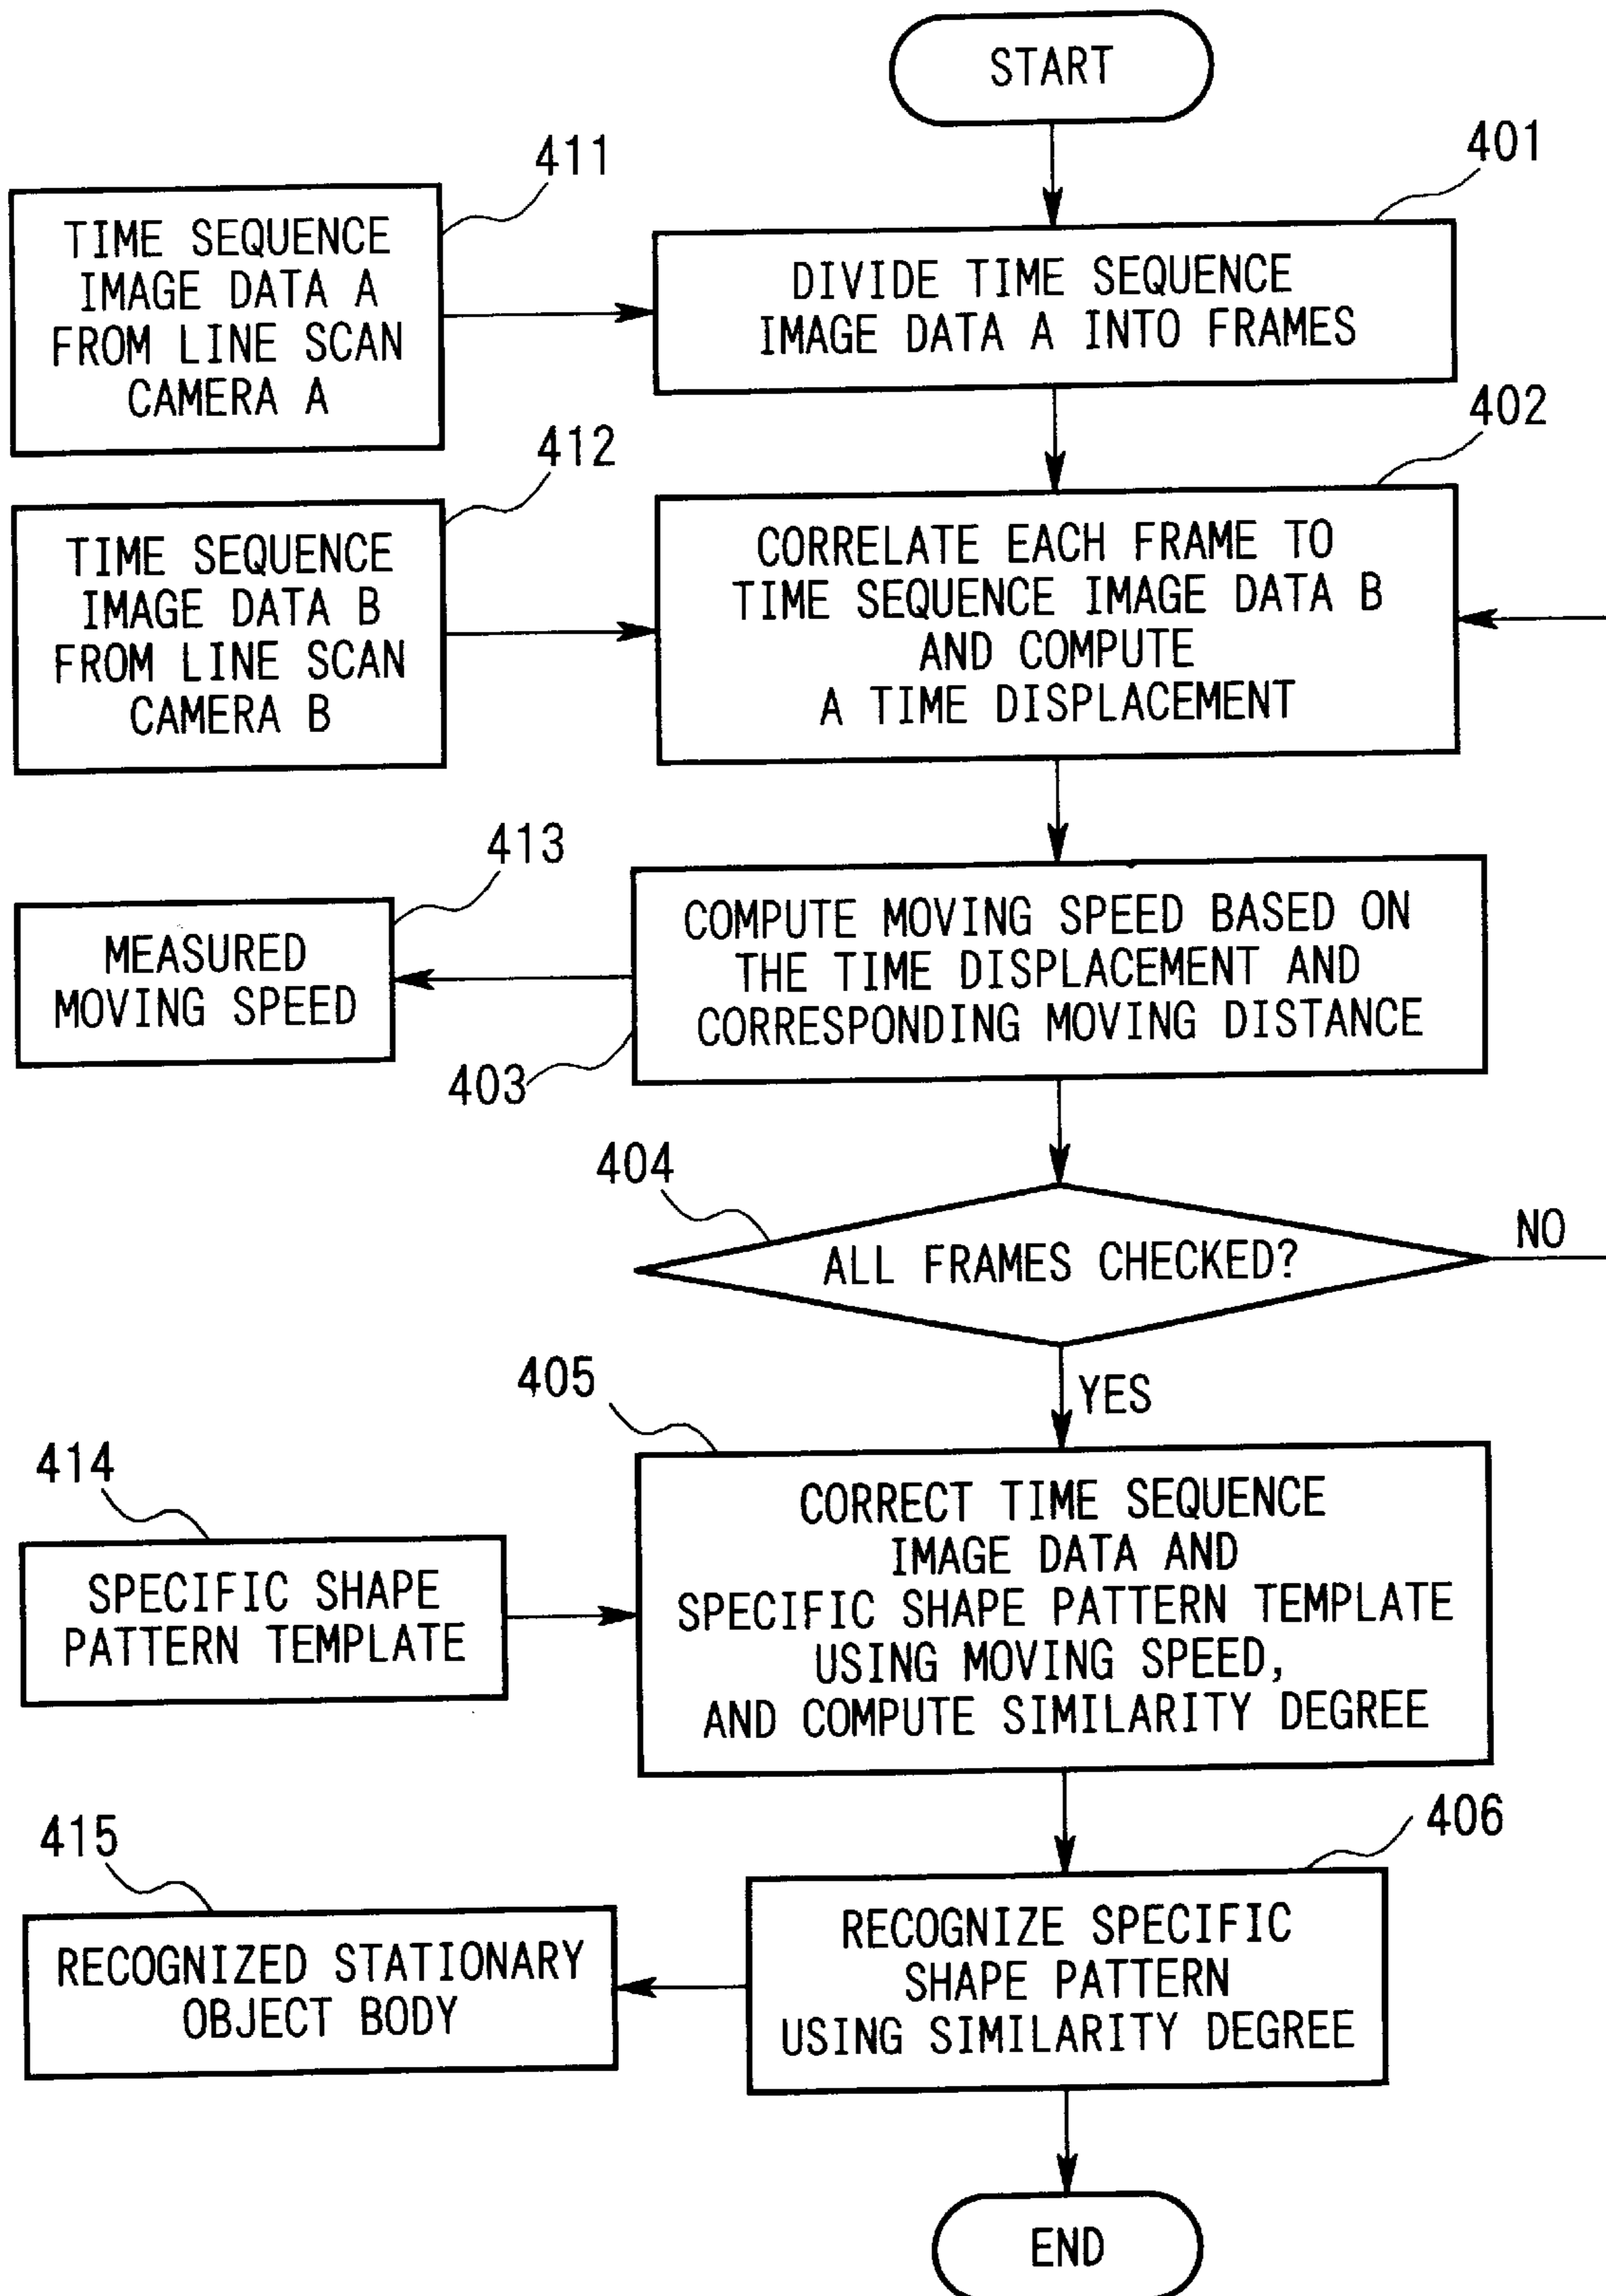 START
411
401
TIME SEQUENCE
IMAGE DATA A
FROM LINE SCAN
CAMERA A
DIVIDE TIME SEQUENCE
IMAGE DATA A INTO FRAMES
412
402
TIME SEQUENCE
IMAGE DATA B
FROM LINE SCAN
CAMERA B
CORRELATE EACH FRAME TO
TIME SEQUENCE IMAGE DATA B
AND COMPUTE
A TIME DISPLACEMENT
413
MEASURED
MOVING SPEED
COMPUTE MOVING SPEED BASED ON
THE TIME DISPLACEMENT AND
CORRESPONDING MOVING DISTANCE
403
404
ALL FRAMES CHECKED?
NO
YES
405
414
SPECIFIC SHAPE
PATTERN TEMPLATE
CORRECT TIME SEQUENCE
IMAGE DATA AND
SPECIFIC SHAPE PATTERN TEMPLATE
USING MOVING SPEED,
AND COMPUTE SIMILARITY DEGREE
415
406
RECOGNIZED STATIONARY
OBJECT BODY
RECOGNIZE SPECIFIC
SHAPE PATTERN
USING SIMILARITY DEGREE
END